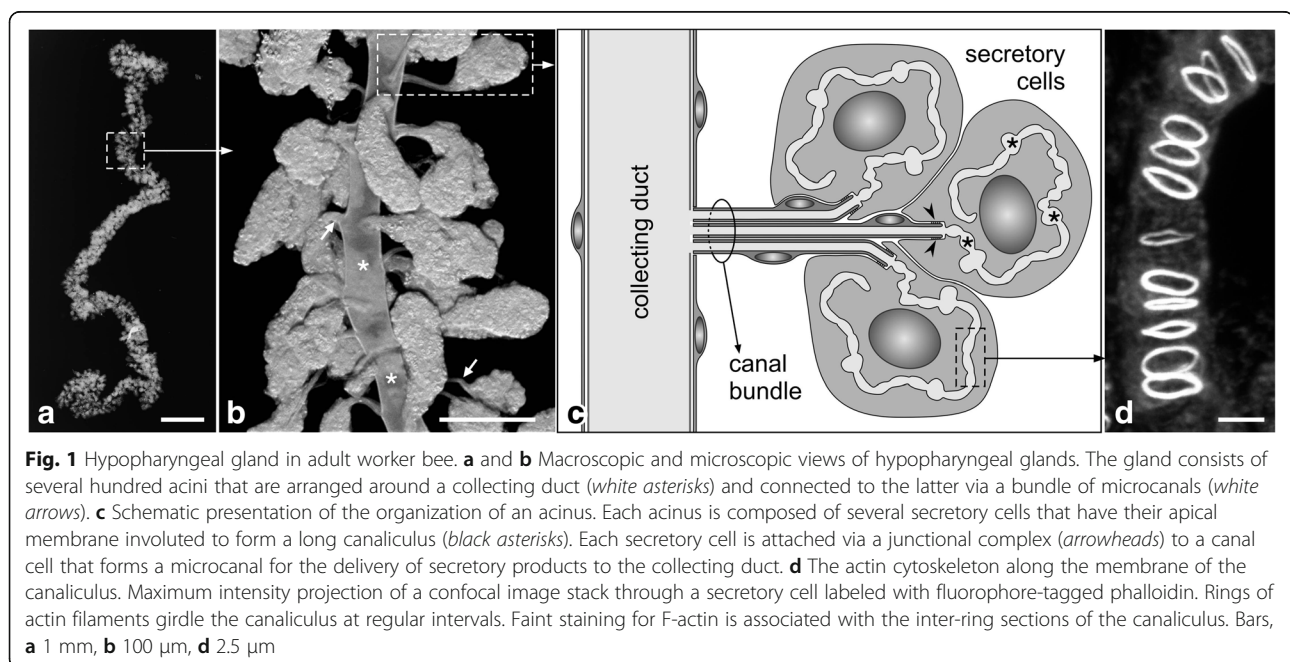 a
b
c
d
secretory
cells
collecting duct
canal
bundle
Fig. 1 Hypopharyngeal gland in adult worker bee. a and b Macroscopic and microscopic views of hypopharyngeal glands. The gland consists of
several hundred acini that are arranged around a collecting duct (white asterisks) and connected to the latter via a bundle of microcanals (white
arrows). c Schematic presentation of the organization of an acinus. Each acinus is composed of several secretory cells that have their apical
membrane involuted to form a long canaliculus (black asterisks). Each secretory cell is attached via a junctional complex (arrowheads) to a canal
cell that forms a microcanal for the delivery of secretory products to the collecting duct. d The actin cytoskeleton along the membrane of the
canaliculus. Maximum intensity projection of a confocal image stack through a secretory cell labeled with fluorophore-tagged phalloidin. Rings of
actin filaments girdle the canaliculus at regular intervals. Faint staining for F-actin is associated with the inter-ring sections of the canaliculus. Bars,
a 1 mm, b 100 μm, d 2.5 μm